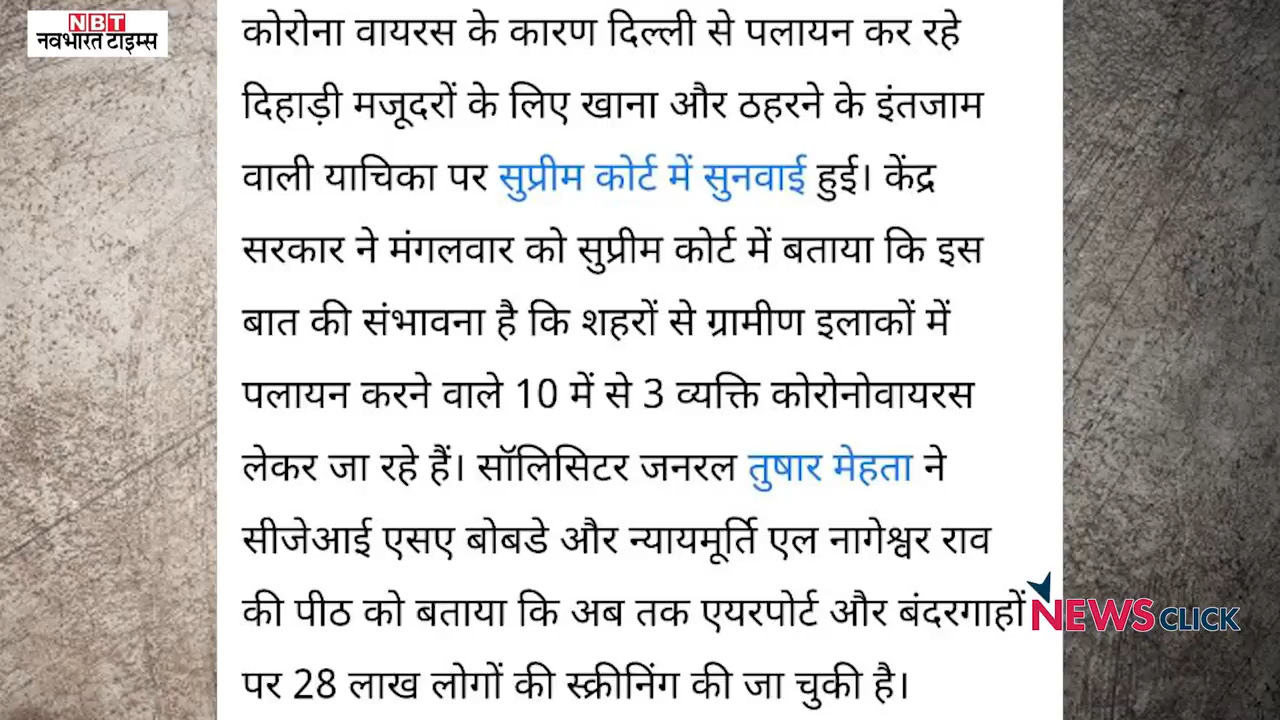 NBT
नवभारत टाइम्स
कोरोना वायरस के कारण दिल्ली से पलायन कर रहे
दिहाड़ी मजूदरों के लिए खाना और ठहरने के इंतजाम
वाली याचिका पर सुप्रीम कोर्ट में सुनवाई हुई। केंद्र
सरकार ने मंगलवार को सुप्रीम कोर्ट में बताया कि इस
बात की संभावना है कि शहरों से ग्रामीण इलाकों में
पलायन करने वाले 10 में से 3 व्यक्ति कोरोनोवायरस
लेकर जा रहे हैं। सॉलिसिटर जनरल तुषार मेहता ने
सीजेआई एसए बोबडे और न्यायमूर्ति एल नागेश्वर राव
की पीठ को बताया कि अब तक एयरपोर्ट और बंदरगाहों
NEWSCLICK
पर 28 लाख लोगों की स्क्रीनिंग की जा चुकी है।